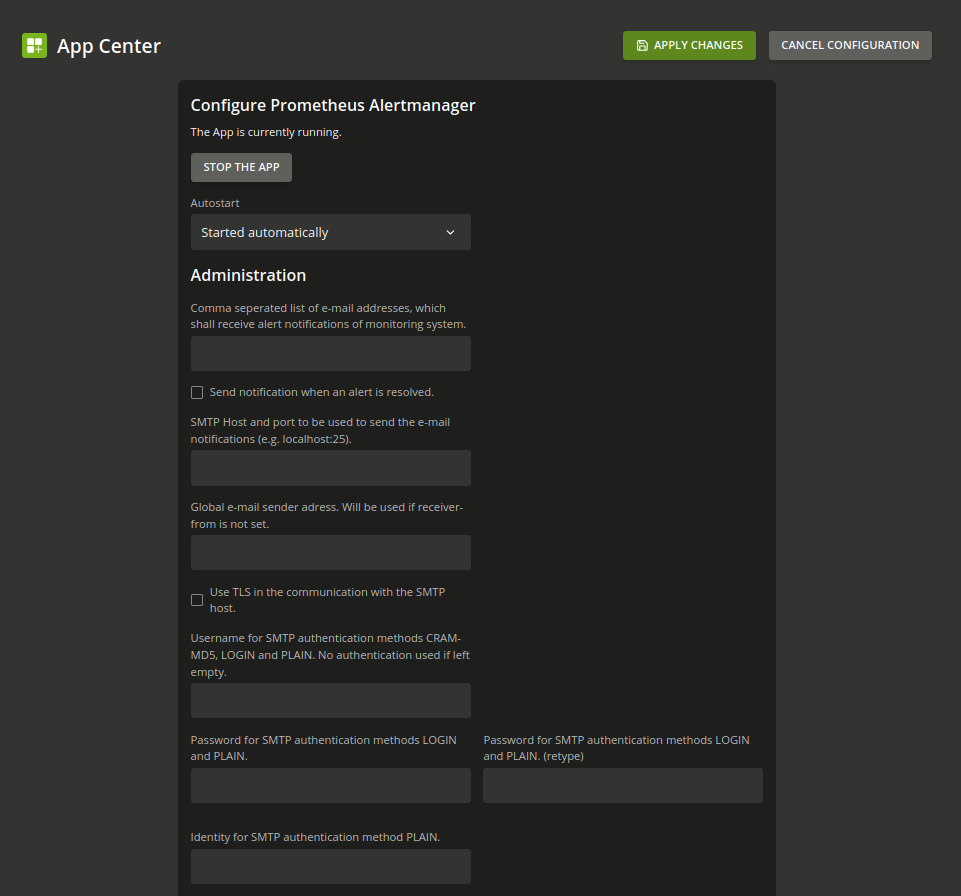 App Center
APPLY CHANGES
CANCEL CONFIGURATION
Configure Prometheus Alertmanager
The App is currently running.
STOP THE APP
Autostart
Started automatically
Administration
Comma seperated list of e-mail addresses, which
shall receive alert notifications of monitoring system.
Send notification when an alert is resolved.
SMTP Host and port to be used to send the e-mail
notifications (e.g. localhost:25).
Global e-mail sender adress. Will be used if receiver-
from is not set.
Use TLS in the communication with the SMTP
host.
Username for SMTP authentication methods CRAM-
MD5, LOGIN and PLAIN. No authentication used if left
empty.
Password for SMTP authentication methods LOGIN
and PLAIN.
Password for SMTP authentication methods LOGIN
and PLAIN. (retype)
Identity for SMTP authentication method PLAIN.